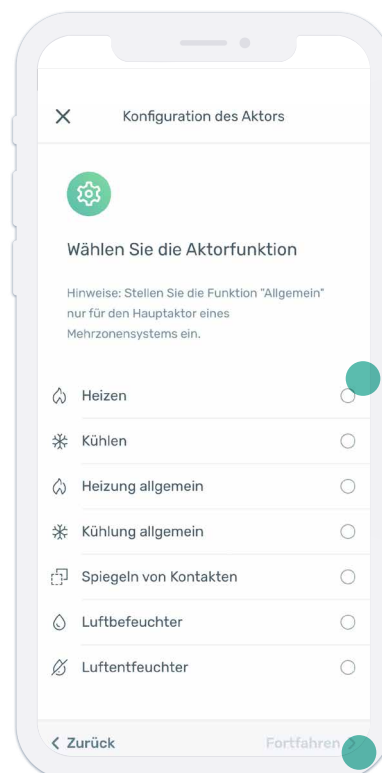 Konfiguration des Aktors
Wählen Sie die Aktorfunktion
Hinweise: Stellen Sie die Funktion "Allgemein"
nur für den Hauptaktor eines
Mehrzonensystems ein.
Heizen
Kühlen
Heizung allgemein
Kühlung allgemein
Spiegeln von Kontakten
Luftbefeuchter
Luftentfeuchter
Zurück Fortfahren